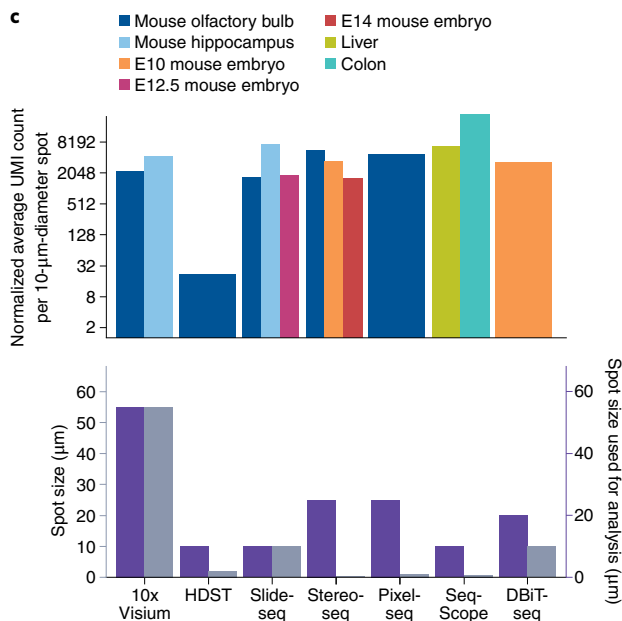 c
Mouse olfactory bulb
Mouse hippocampus
E10 mouse embryo
E12.5 mouse embryo
E14 mouse embryo
Liver
Colon
Normalized average UMI count
per 10-μm-diameter spot
8192
2048
512
128
32
8
2
Spot size (μm)
60
50
40
30
20
10
0
Spot size used for
analysis (μm)
60
40
20
0
10x
Visium
HDST
Slide-
seq
Stereo-
seq
Pixel-
seq
Seq-
Scope
DBiT-
seq